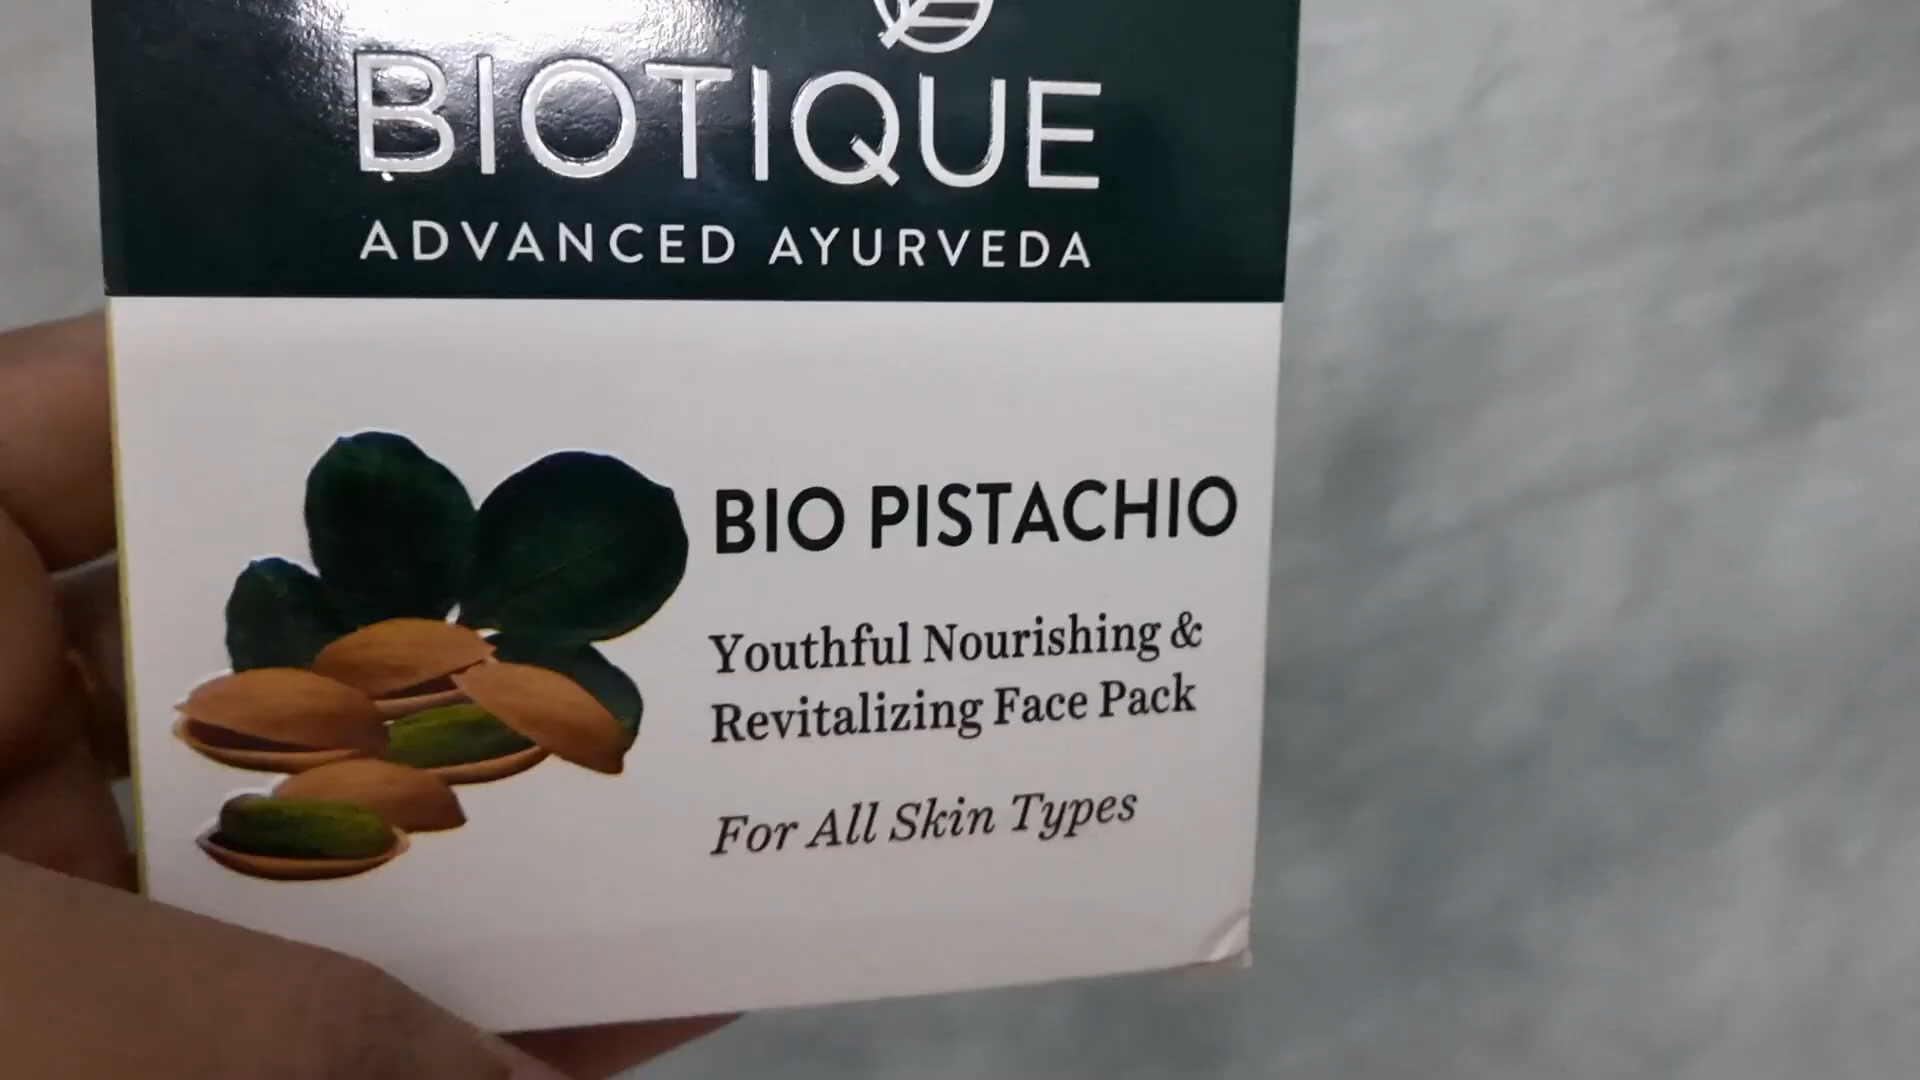 BIOTIQUE
ADVANCED AYURVEDA
BIO PISTACHIO
Youthful Nourishing &
Revitalizing Face Pack
For All Skin Types